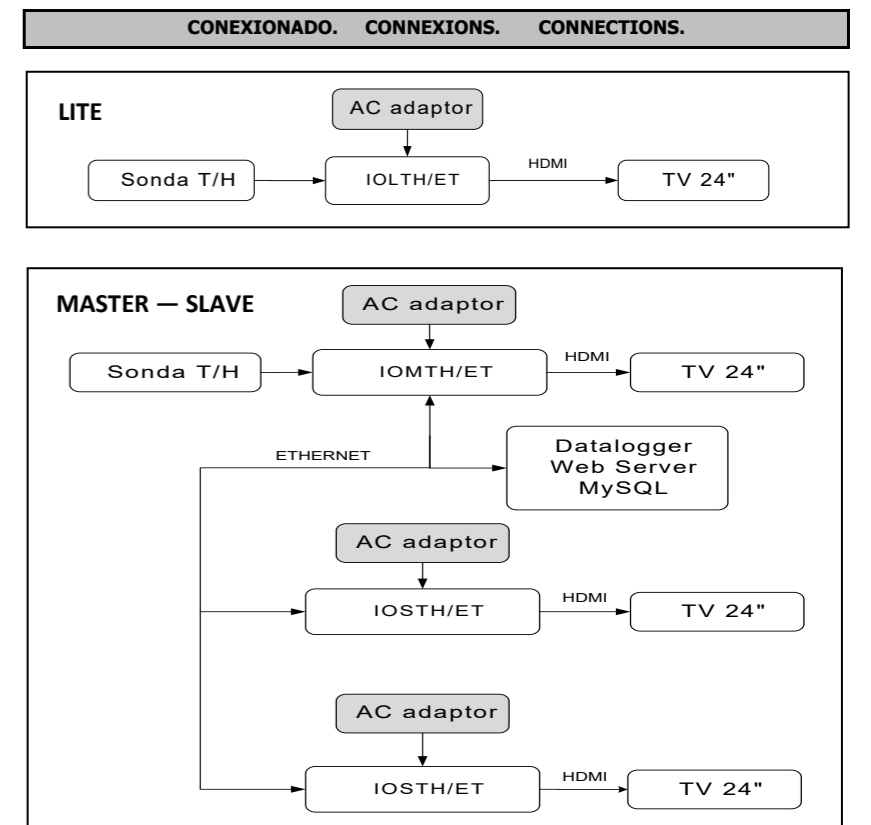 CONEXIONADO. CONNEXIONS. CONNECTIONS.
LITE
AC adaptor
Sonda T/H
IOLTH/ET
HDMI
TV 24"
MASTER — SLAVE
AC adaptor
Sonda T/H
IOMTH/ET
HDMI
TV 24"
ETHERNET
Datalogger
Web Server
MySQL
AC adaptor
IOSTH/ET
HDMI
TV 24"
AC adaptor
IOSTH/ET
HDMI
TV 24"